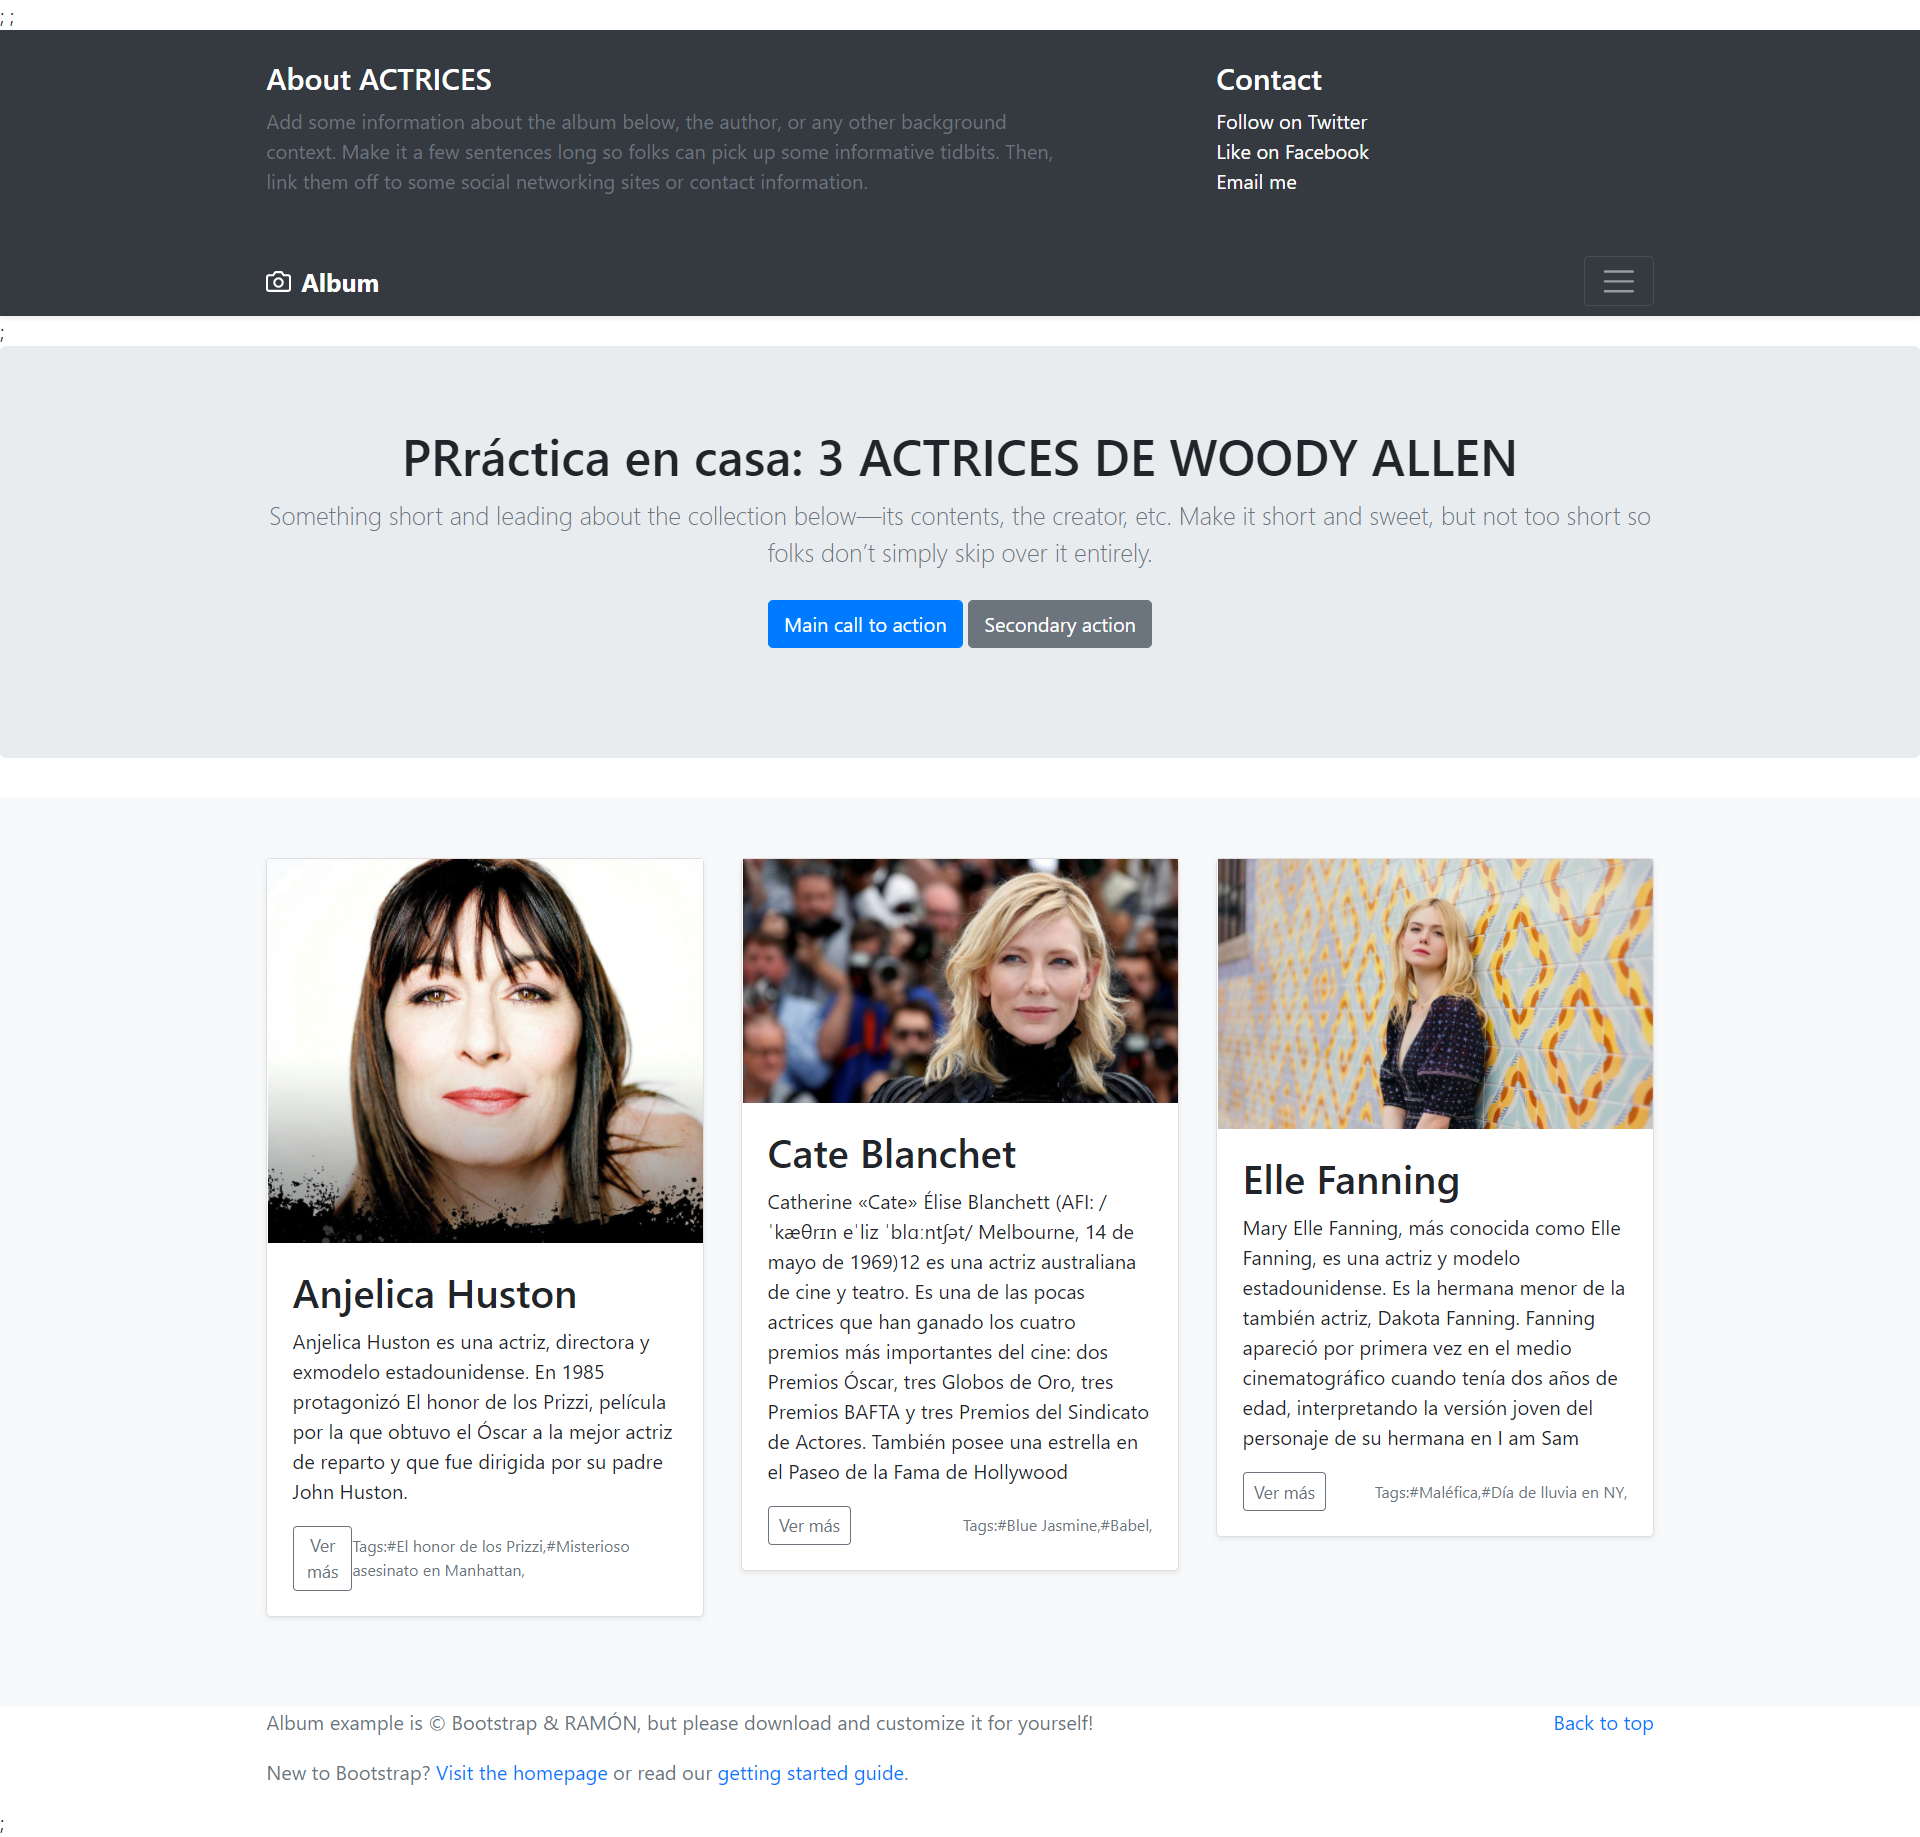 ; ;
About ACTRICES
Add some information about the album below, the author, or any other background
context. Make it a few sentences long so folks can pick up some informative tidbits. Then,
link them off to some social networking sites or contact information.
Contact
Follow on Twitter
Like on Facebook
Email me
Album
;
PRráctica en casa: 3 ACTRICES DE WOODY ALLEN
Something short and leading about the collection below—its contents, the creator, etc. Make it short and sweet, but not too short so
folks don’t simply skip over it entirely.
Main call to action
Secondary action
Anjelica Huston
Anjelica Huston es una actriz, directora y
exmodelo estadounidense. En 1985
protagonizó El honor de los Prizzi, película
por la que obtuvo el Óscar a la mejor actriz
de reparto y que fue dirigida por su padre
John Huston.
Ver
más
Tags:#El honor de los Prizzi,#Misterioso
asesinato en Manhattan,
Cate Blanchet
Catherine «Cate» Élise Blanchett (AFI: /
ˈkæθrɪn eˈliz ˈblɑːntʃət/ Melbourne, 14 de
mayo de 1969)12 es una actriz australiana
de cine y teatro. Es una de las pocas
actrices que han ganado los cuatro
premios más importantes del cine: dos
Premios Óscar, tres Globos de Oro, tres
Premios BAFTA y tres Premios del Sindicato
de Actores. También posee una estrella en
el Paseo de la Fama de Hollywood
Ver más
Tags:#Blue Jasmine,#Babel,
Elle Fanning
Mary Elle Fanning, más conocida como Elle
Fanning, es una actriz y modelo
estadounidense. Es la hermana menor de la
también actriz, Dakota Fanning. Fanning
apareció por primera vez en el medio
cinematográfico cuando tenía dos años de
edad, interpretando la versión joven del
personaje de su hermana en I am Sam
Ver más
Tags:#Maléfica,#Día de lluvia en NY,
Album example is © Bootstrap & RAMÓN, but please download and customize it for yourself!
Back to top
New to Bootstrap? Visit the homepage or read our getting started guide.
;